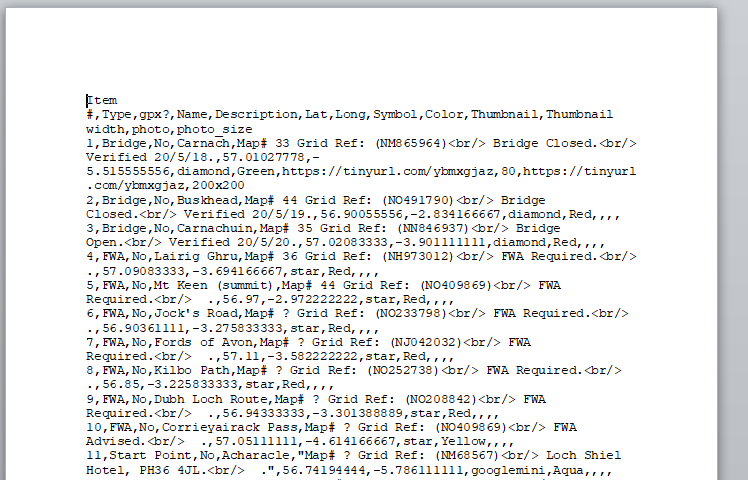 Item
#,Type,gpx?,Name,Description,Lat,Long,Symbol,Color,Thumbnail,Thumbnail
width,photo,photo_size
1,Bridge,No,Carnach,Map# 33 Grid Ref: (NM865964)<br/> Bridge Closed.<br/>
Verified 20/5/18.,57.01027778,-
5.515555556,diamond,Green,https://tinyurl.com/ybmxgjaz,80,https://tinyurl
.com/ybmxgjaz,200x200
2,Bridge,No,Buskhead,Map# 44 Grid Ref: (NO491790)<br/> Bridge
Closed.<br/> Verified 20/5/19.,56.90055556,-2.834166667,diamond,Red,,,,
3,Bridge,No,Carnachuin,Map# 35 Grid Ref: (NN846937)<br/> Bridge
Open.<br/> Verified 20/5/20.,57.02083333,-3.901111111,diamond,Red,,,,
4,FWA,No,Lairig Ghru,Map# 36 Grid Ref: (NH973012)<br/> FWA Required.<br/>
.,57.09083333,-3.694166667,star,Red,,,,
5,FWA,No,Mt Keen (summit),Map# 44 Grid Ref: (NO409869)<br/> FWA
Required.<br/>  .,56.97,-2.972222222,star,Red,,,,
6,FWA,No,Jock's Road,Map# ? Grid Ref: (NO233798)<br/> FWA Required.<br/>
.,56.90361111,-3.275833333,star,Red,,,,
7,FWA,No,Fords of Avon,Map# ? Grid Ref: (NJ042032)<br/> FWA
Required.<br/>  .,57.11,-3.582222222,star,Red,,,,
8,FWA,No,Kilbo Path,Map# ? Grid Ref: (NO252738)<br/> FWA Required.<br/>
.,56.85,-3.225833333,star,Red,,,,
9,FWA,No,Dubh Loch Route,Map# ? Grid Ref: (NO208842)<br/> FWA
Required.<br/>  .,56.94333333,-3.301388889,star,Red,,,,
10,FWA,No,Corrieyairack Pass,Map# ? Grid Ref: (NO409869)<br/> FWA
Advised.<br/>  .,57.05111111,-4.614166667,star,Yellow,,,,
11,Start Point,No,Acharacle,"Map# ? Grid Ref: (NM68567)<br/> Loch Shiel
Hotel, PH36 4JL.<br/>  .",56.74194444,-5.786111111,googlemini,Aqua,,,,